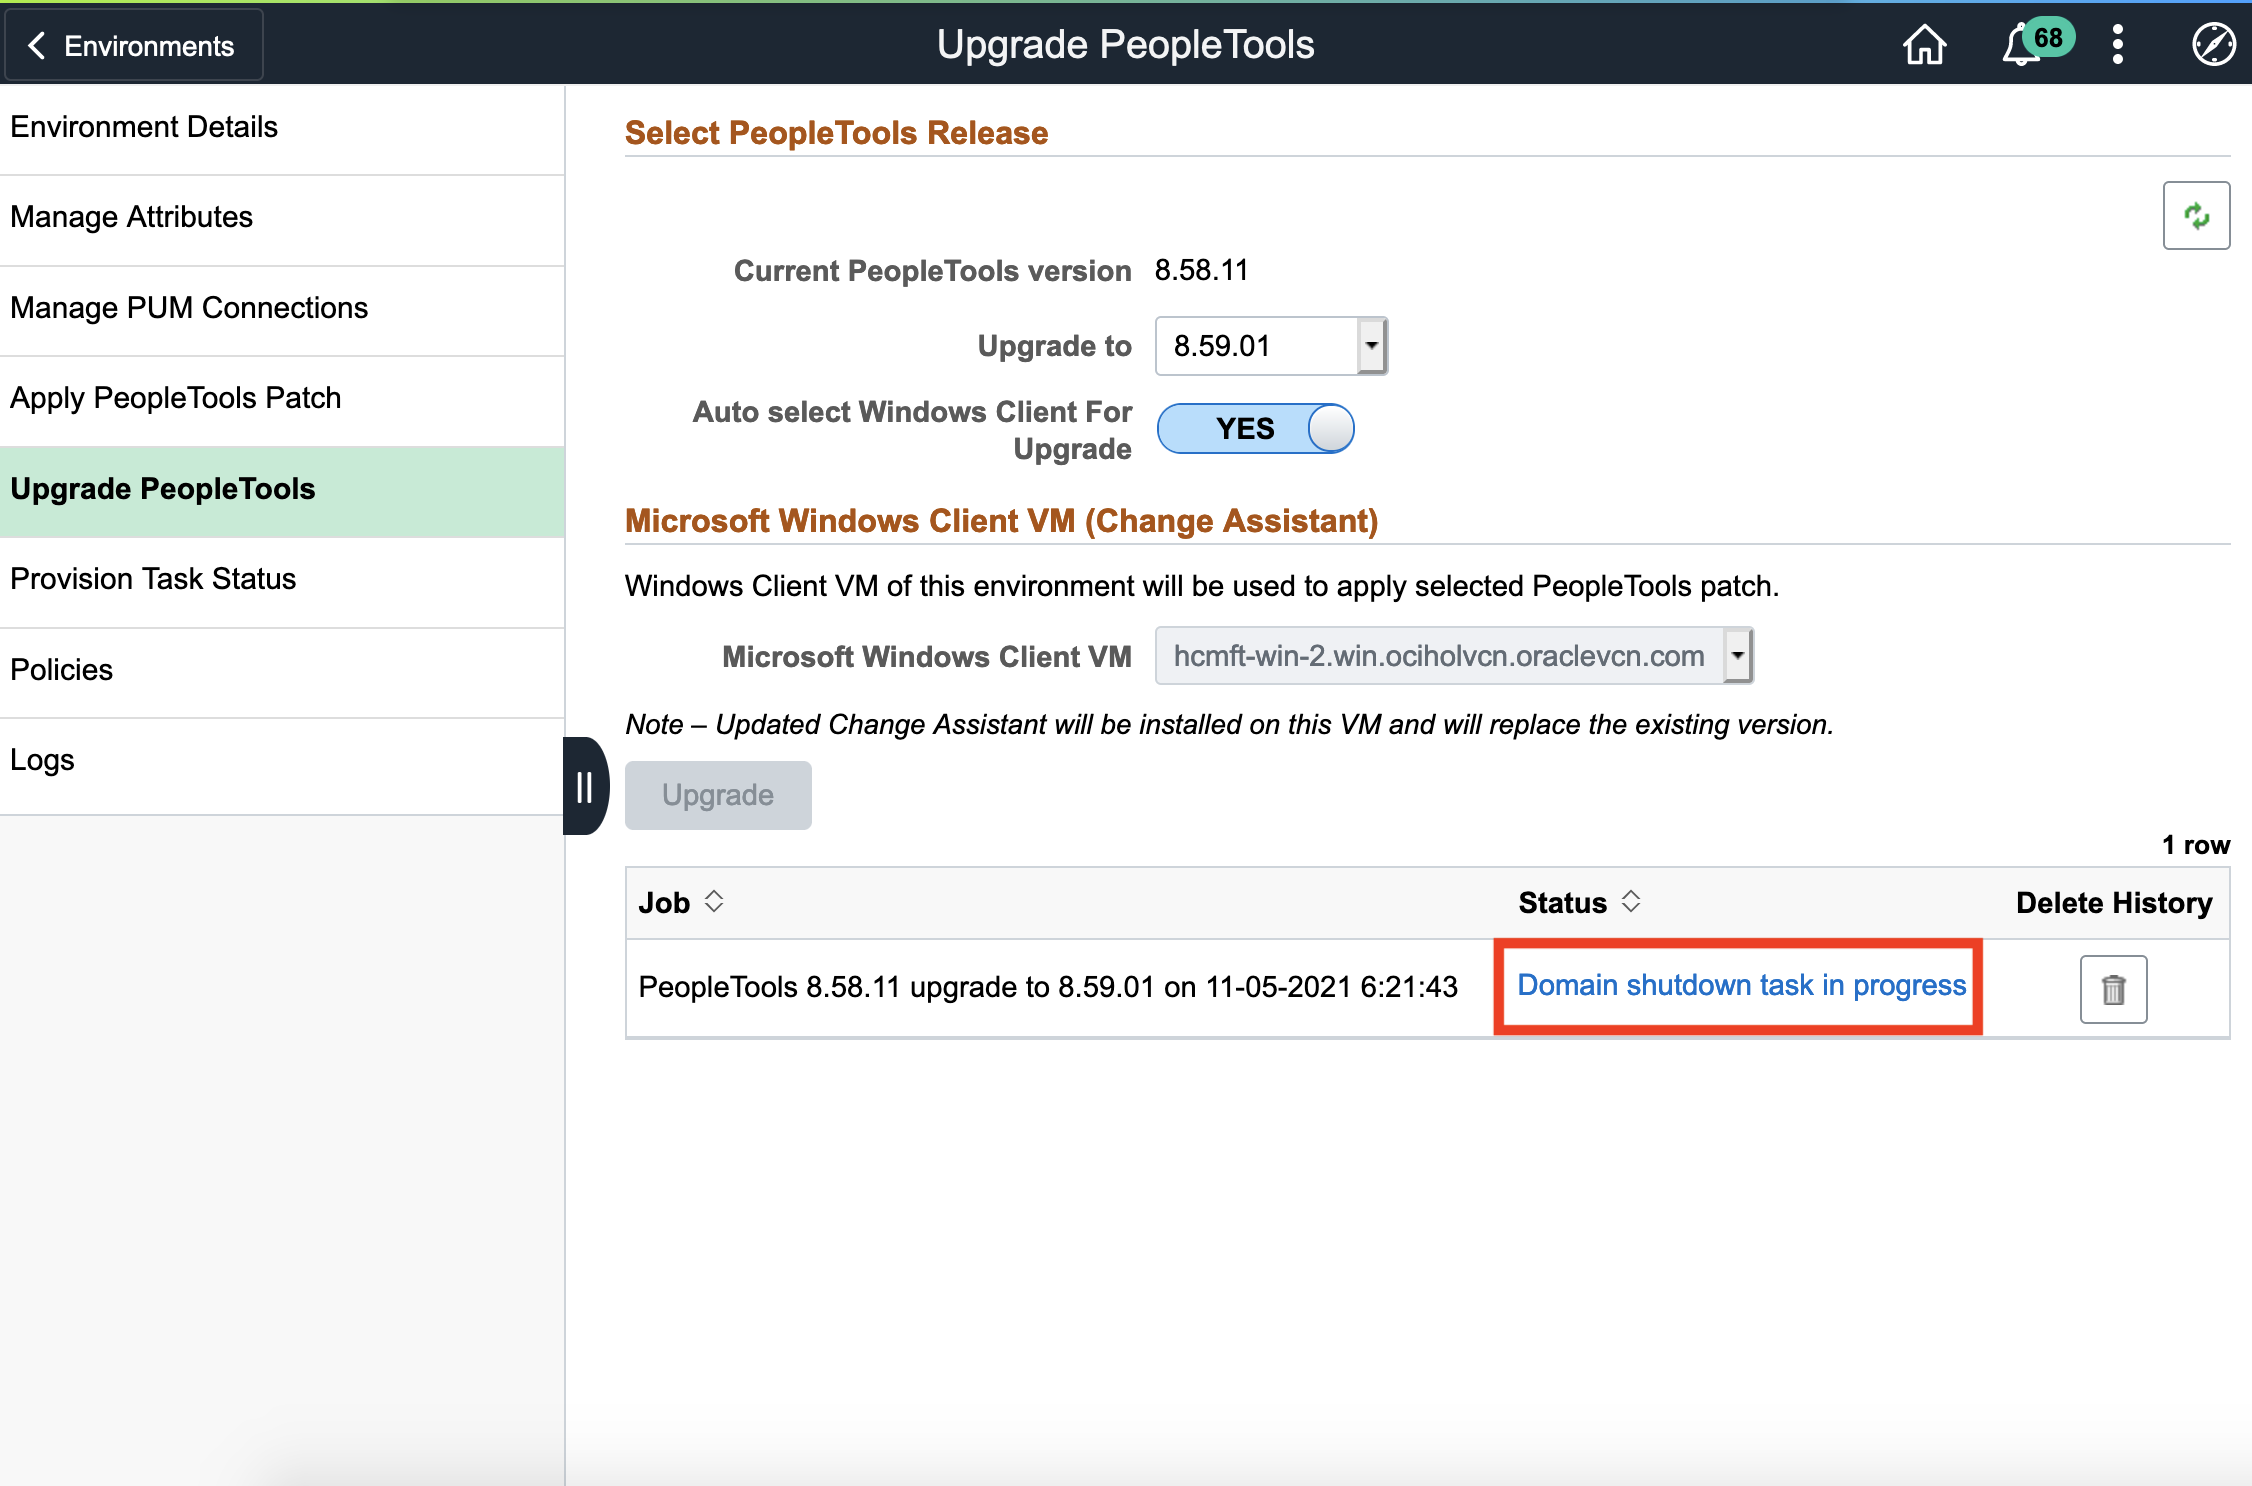 Environments
Upgrade PeopleTools
68
Environment Details
Manage Attributes
Manage PUM Connections
Apply PeopleTools Patch
Upgrade PeopleTools
Provision Task Status
Policies
Logs
Select PeopleTools Release
Current PeopleTools version 8.58.11
Upgrade to 8.59.01
Auto select Windows Client For
Upgrade
YES
Microsoft Windows Client VM (Change Assistant)
Windows Client VM of this environment will be used to apply selected PeopleTools patch.
Microsoft Windows Client VM hcmft-win-2.win.ociholvcn.oraclevcn.com
Note – Updated Change Assistant will be installed on this VM and will replace the existing version.
Upgrade
1 row
Job Status Delete History
PeopleTools 8.58.11 upgrade to 8.59.01 on 11-05-2021 6:21:43 Domain shutdown task in progress